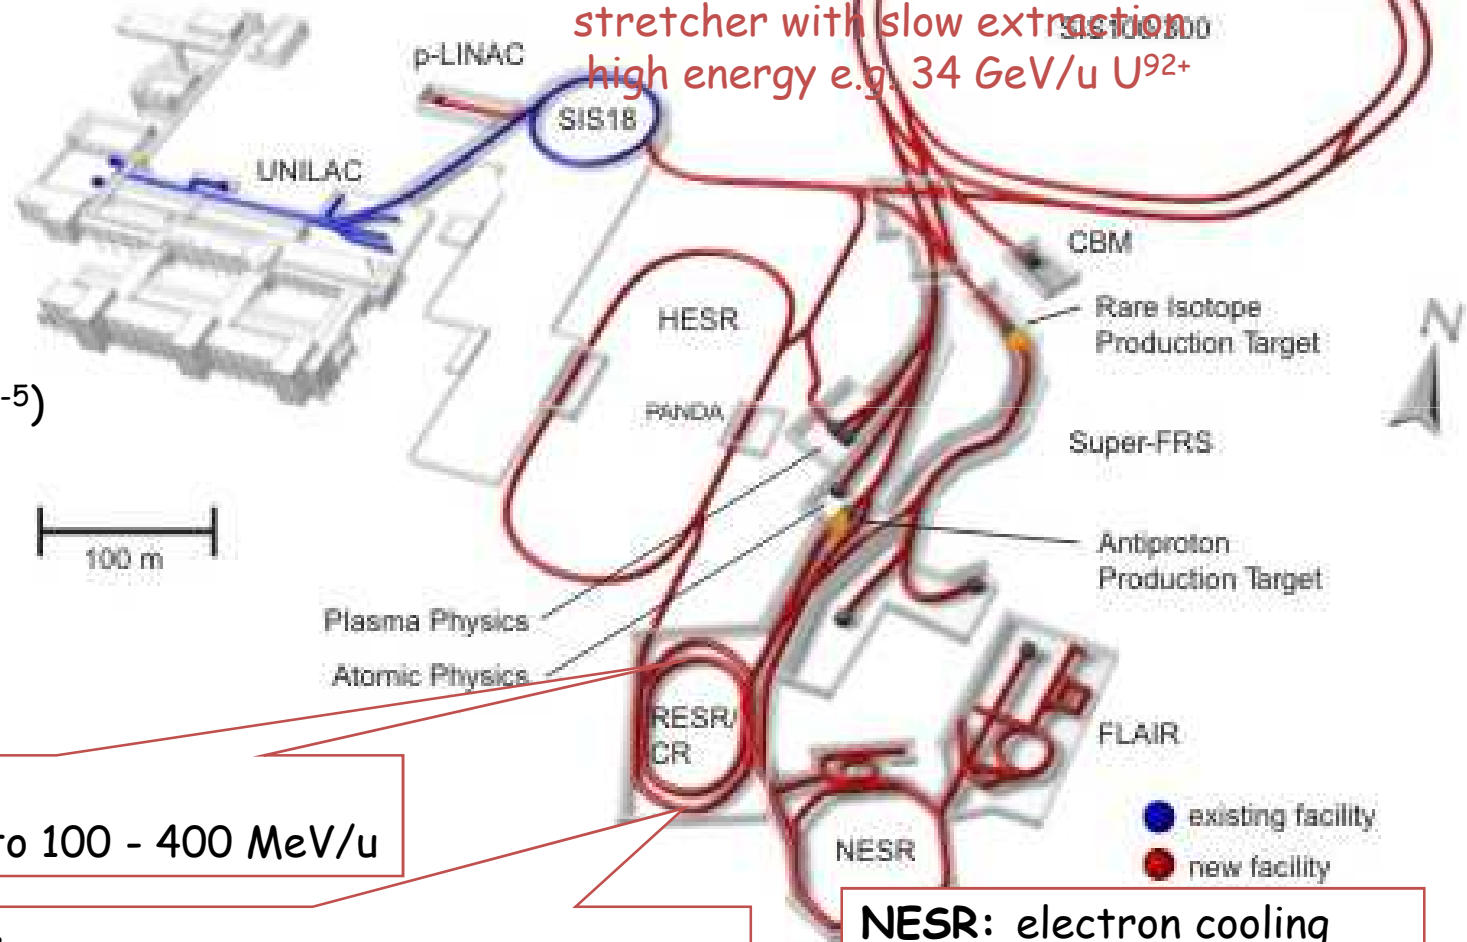 stretcher with slow extraction
SIS100/300
high energy e.g. 34 GeV/u U92+
p-LINAC
SIS18
UNILAC
CBM
Rare Isotope
Production Target
HESR
N
-5)
PANDA
Super-FRS
100 m
Antiproton
Production Target
Plasma Physics
Atomic Physics
RESR/
CR
FLAIR
existing facility
to 100 - 400 MeV/u
NESR
new facility
NESR: electron cooling